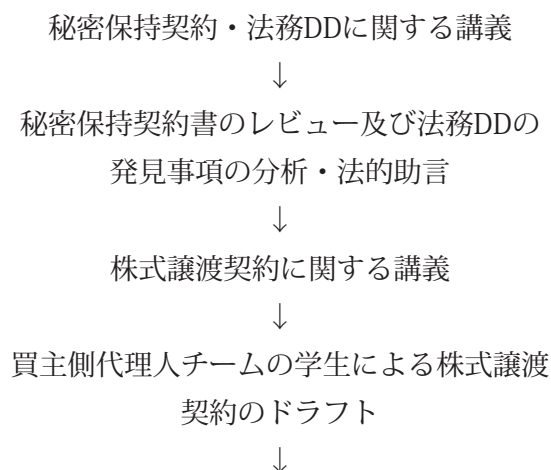 秘密保持契約・法務DDに関する講義
↓
秘密保持契約書のレビュー及び法務DDの
発見事項の分析・法的助言
↓
株式譲渡契約に関する講義
↓
買主側代理人チームの学生による株式譲渡
契約のドラフト
↓